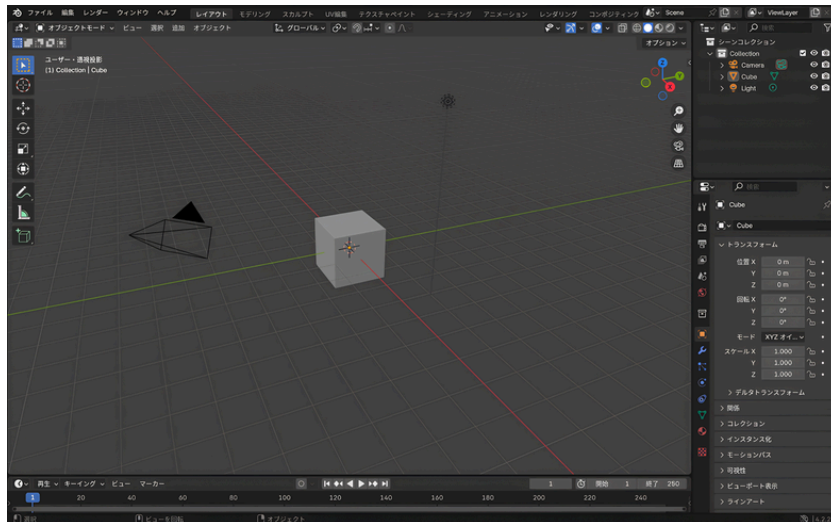 ファイル 編集 レンダー ウィンドウ ヘルプ レイアウト モデリング スカルプト UV編集 テクスチャペイント シェーディング アニメーション レンダリング コンポジティング Scene ViewLayer
オブジェクトモード ビュー 選択 追加 オブジェクト グローバル 検索
オプション
シーンコレクション
Collection
Camera
Cube
Light
ユーザー・透視投影
(1) Collection | Cube
Z
Y
X
検索
Cube
Cube
トランスフォーム
位置 X 0 m
Y 0 m
Z 0 m
回転 X 0°
Y 0°
Z 0°
モード XYZ オイ...
スケール X 1.000
Y 1.000
Z 1.000
デルタトランスフォーム
関係
コレクション
インスタンス化
モーションパス
可視性
ビューポート表示
ラインアート
再生 キーイング ビュー マーカー 1 開始 1 終了 250
1 20 40 60 80 100 120 140 160 180 200 220 240
選択 ビューを回転 オブジェクト